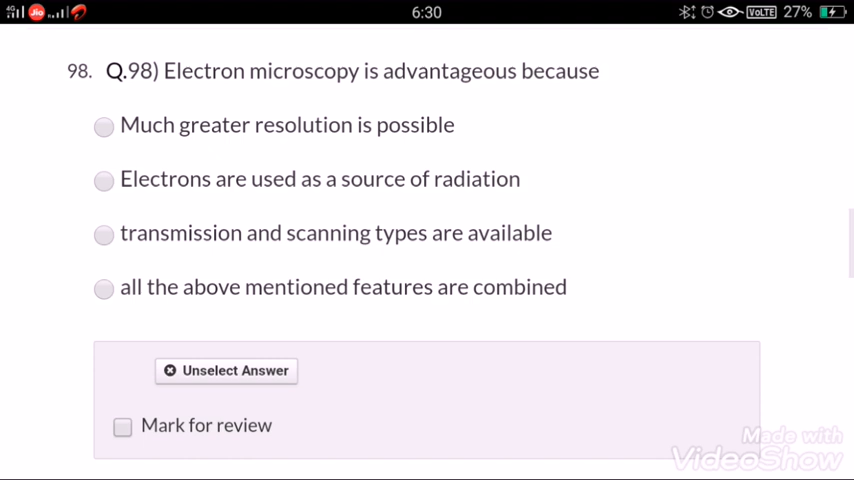 4G Jio 6:30 VoLTE 27%
98. Q.98) Electron microscopy is advantageous because
Much greater resolution is possible
Electrons are used as a source of radiation
transmission and scanning types are available
all the above mentioned features are combined
Unselect Answer
Mark for review
Made with
VideoShow